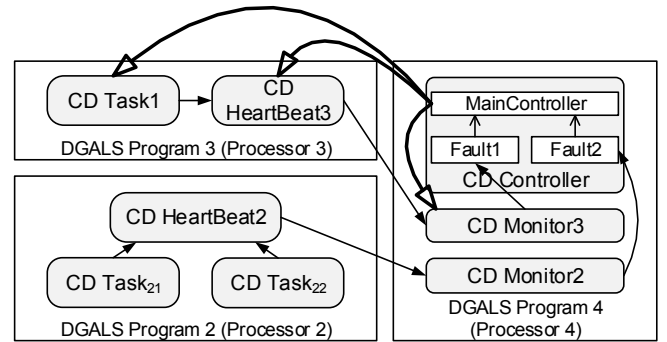 CD Task1
CD
HeartBeat3
DGALS Program 3 (Processor 3)
CD HeartBeat2
CD Task21
CD Task22
DGALS Program 2 (Processor 2)
MainController
Fault1
Fault2
CD Controller
CD Monitor3
CD Monitor2
DGALS Program 4
(Processor 4)